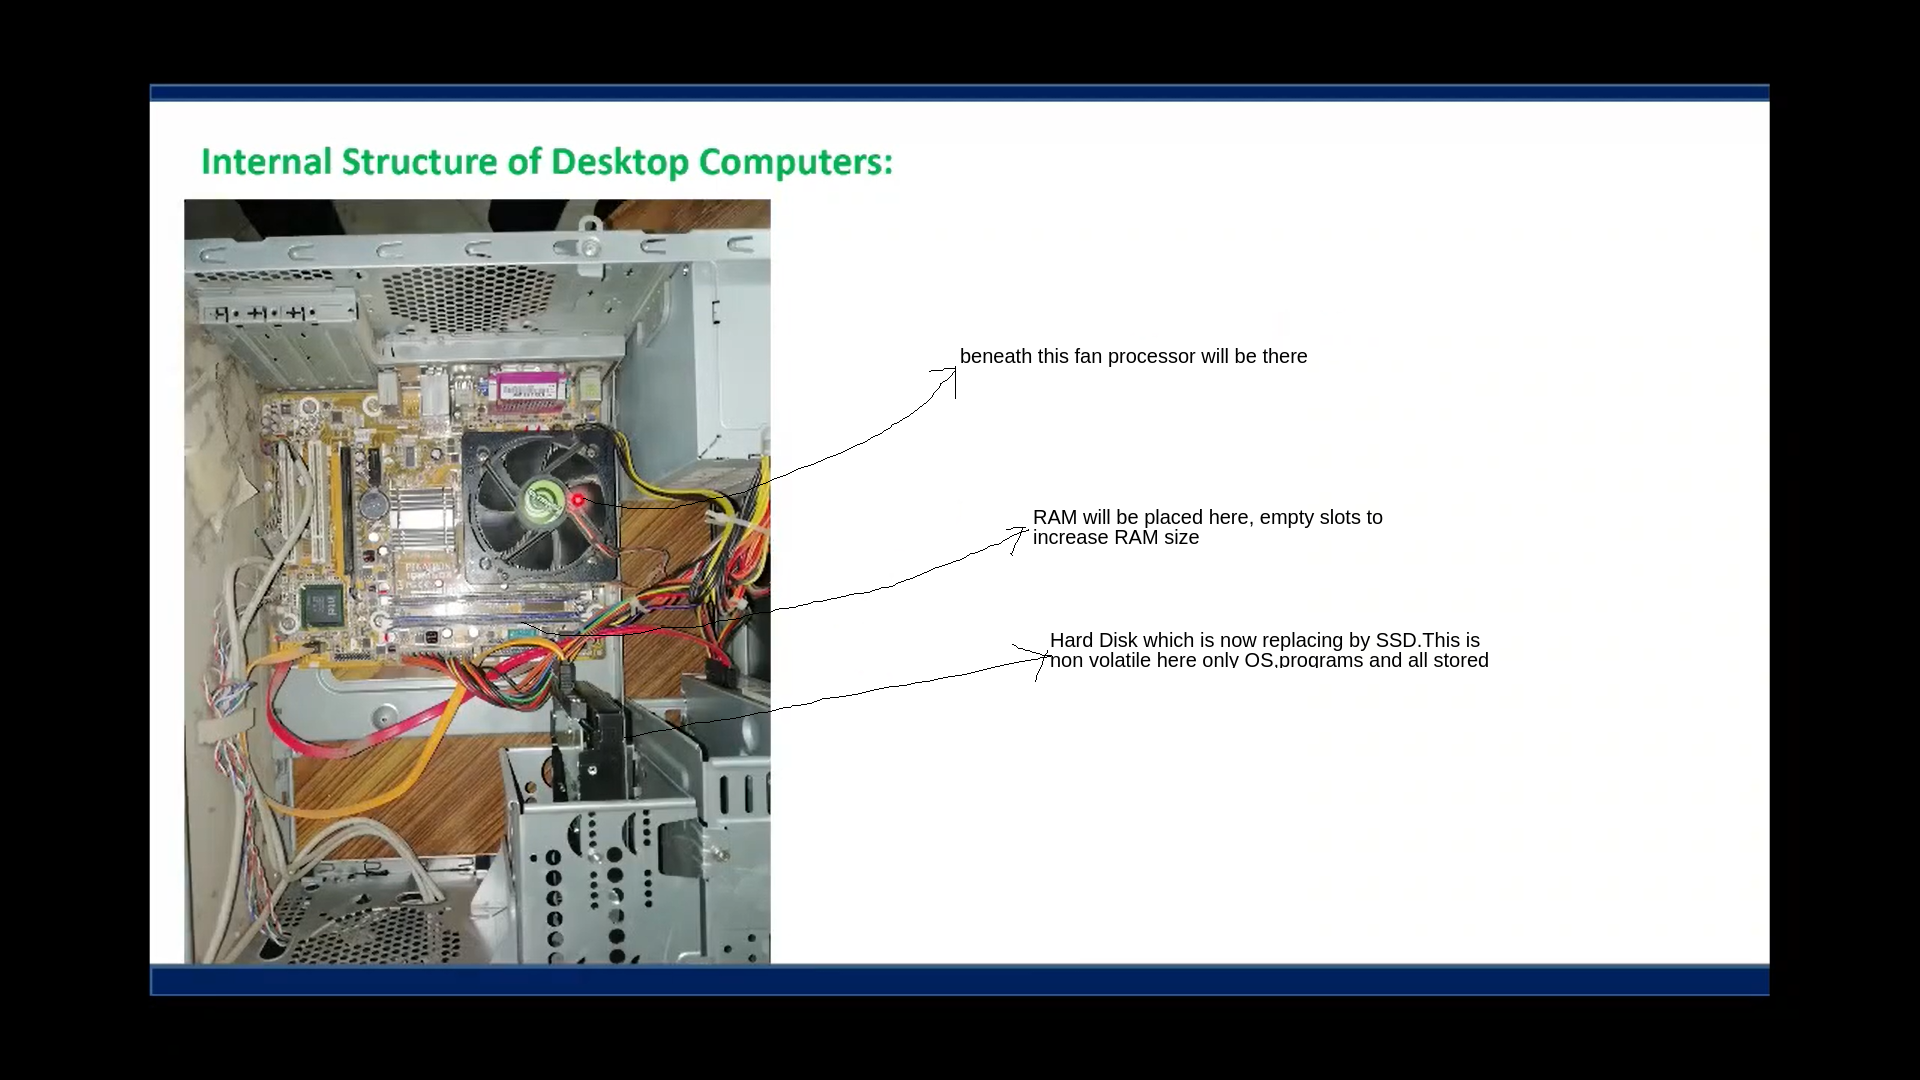 Internal Structure of Desktop Computers:
beneath this fan processor will be there
RAM will be placed here, empty slots to
increase RAM size
Hard Disk which is now replacing by SSD.This is
non volatile here only OS,programs and all stored
intel